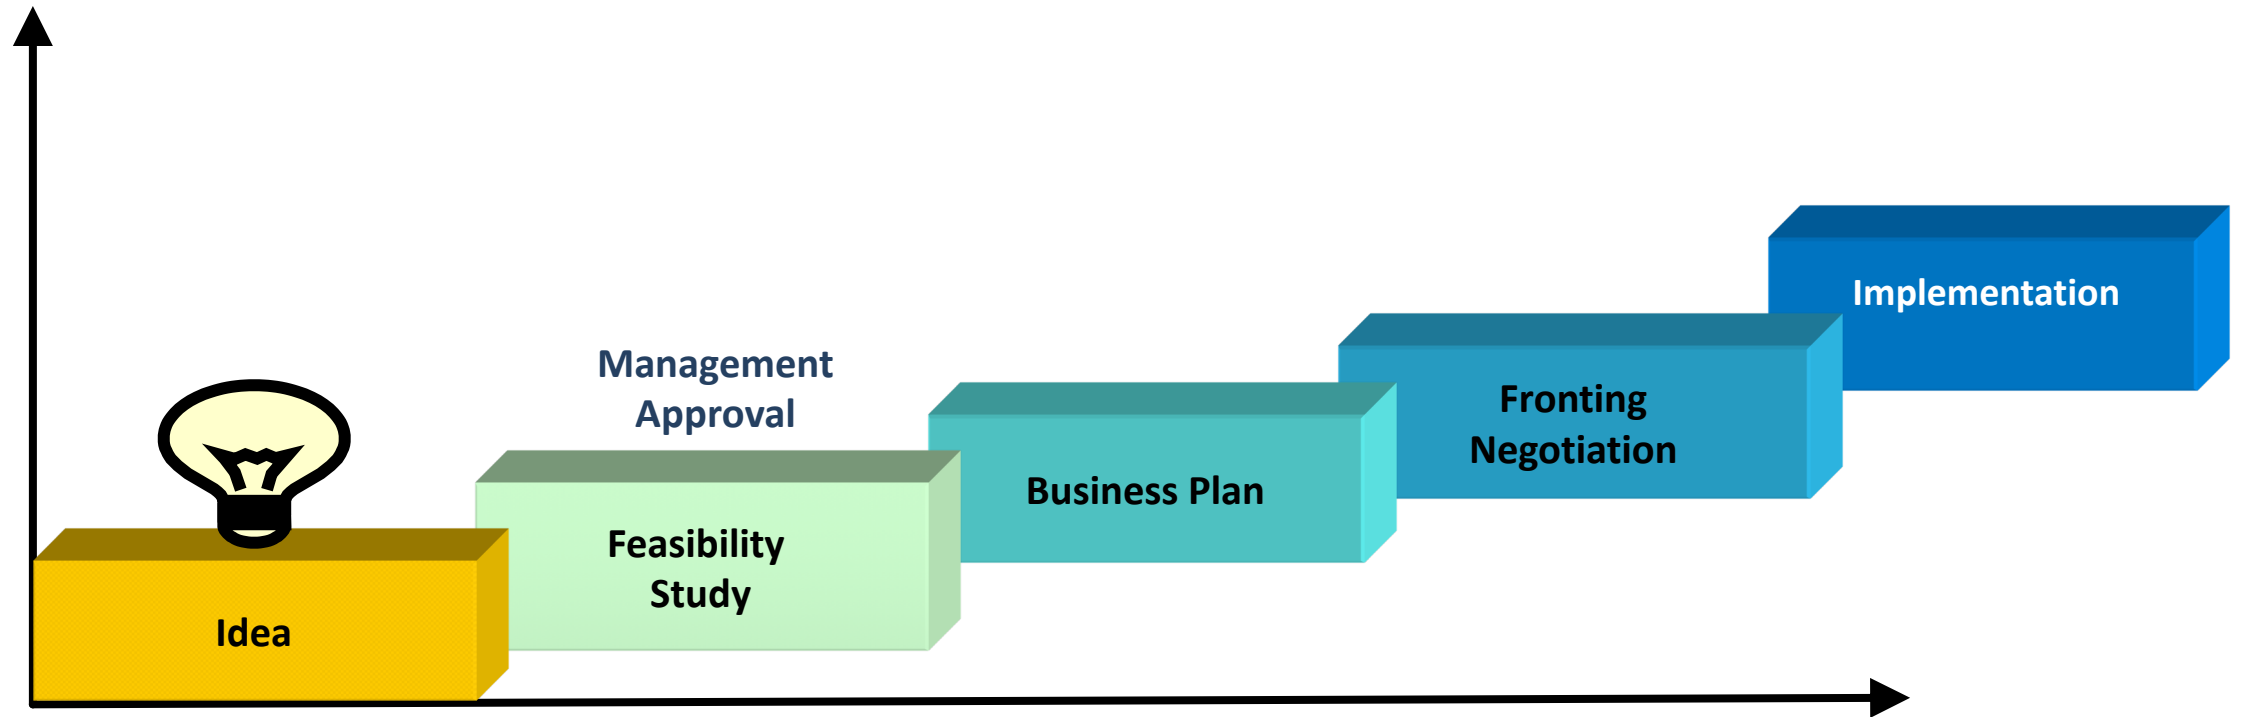 Idea
Management
Approval
Feasibility
Study
Business Plan
Fronting
Negotiation
Implementation